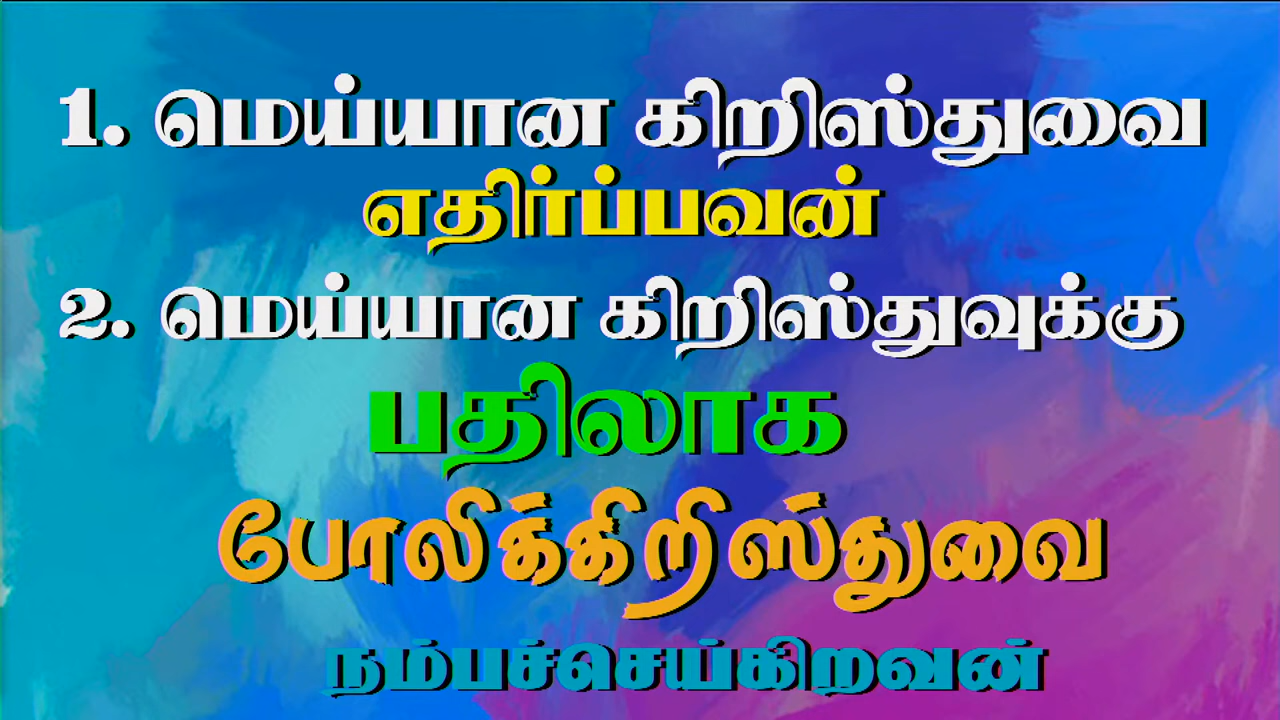 1. மெய்யான கிறிஸ்துவை
எதிர்ப்பவன்
2. மெய்யான கிறிஸ்துவுக்கு
பதிலாக
போலிக்கிறிஸ்துவை
நம்பச்செய்கிறவன்